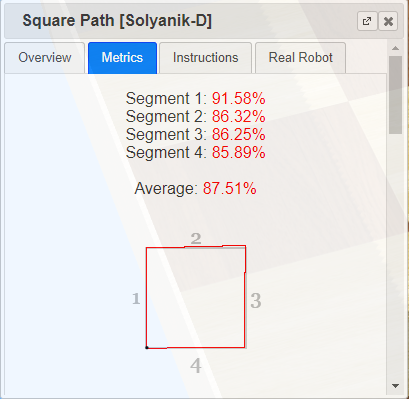 Square Path [Solyanik-D]
Overview Metrics Instructions Real Robot
Segment 1: 91.58%
Segment 2: 86.32%
Segment 3: 86.25%
Segment 4: 85.89%
Average: 87.51%
2
1 3
4